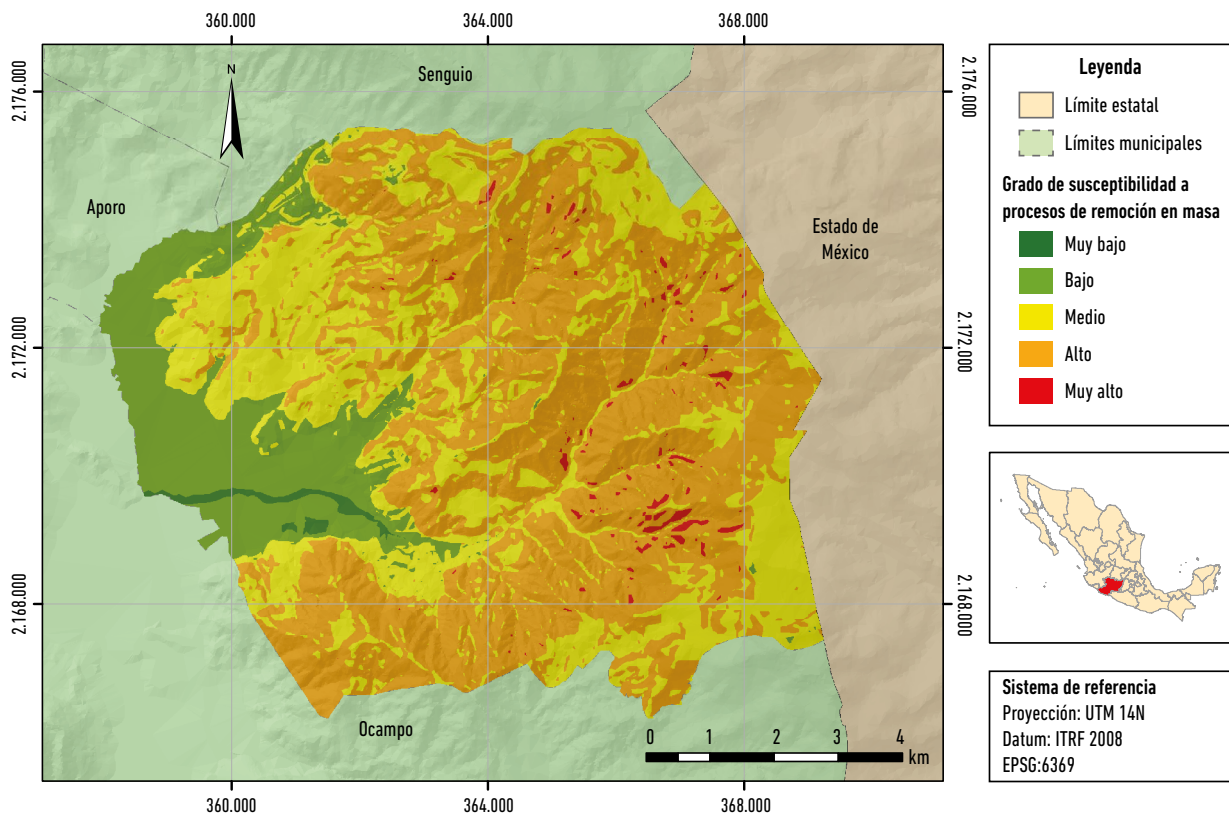 360.000
364.000
368.000
2.176.000
2.172.000
2.168.000
N
Senguio
Aporo
Estado de
México
Ocampo
0 1 2 3 4
km
2.176.000
2.172.000
2.168.000
360.000
364.000
368.000
Leyenda
Límite estatal
Límites municipales
Grado de susceptibilidad a
procesos de remoción en masa
Muy bajo
Bajo
Medio
Alto
Muy alto
Sistema de referencia
Proyección: UTM 14N
Datum: ITRF 2008
EPSG:6369